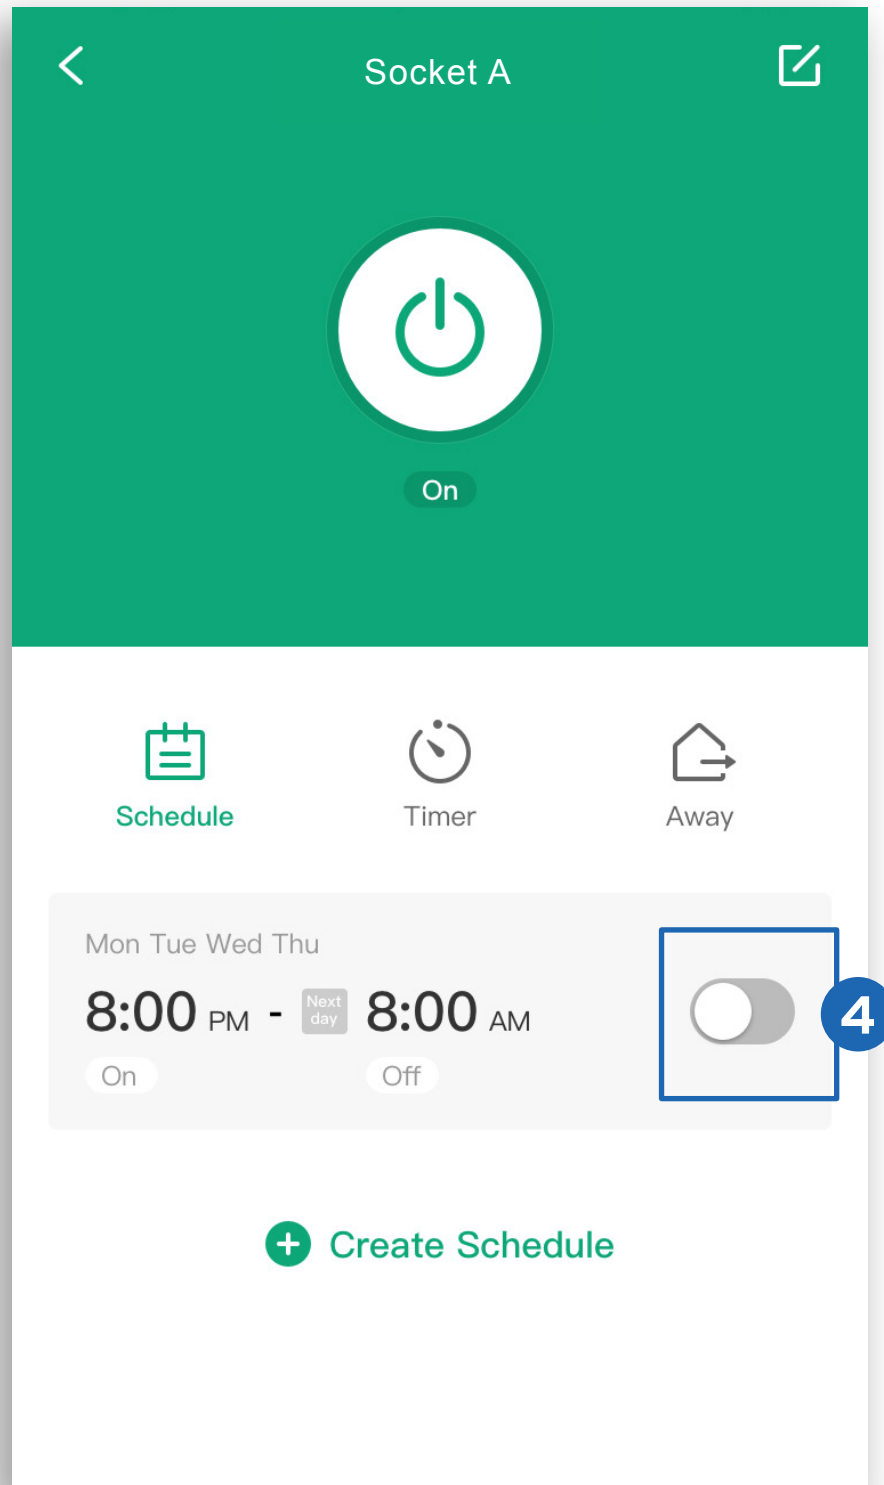 Socket A
On
Schedule
Timer
Away
Mon Tue Wed Thu
8:00 PM - Next day 8:00 AM
On
Off
4
Create Schedule